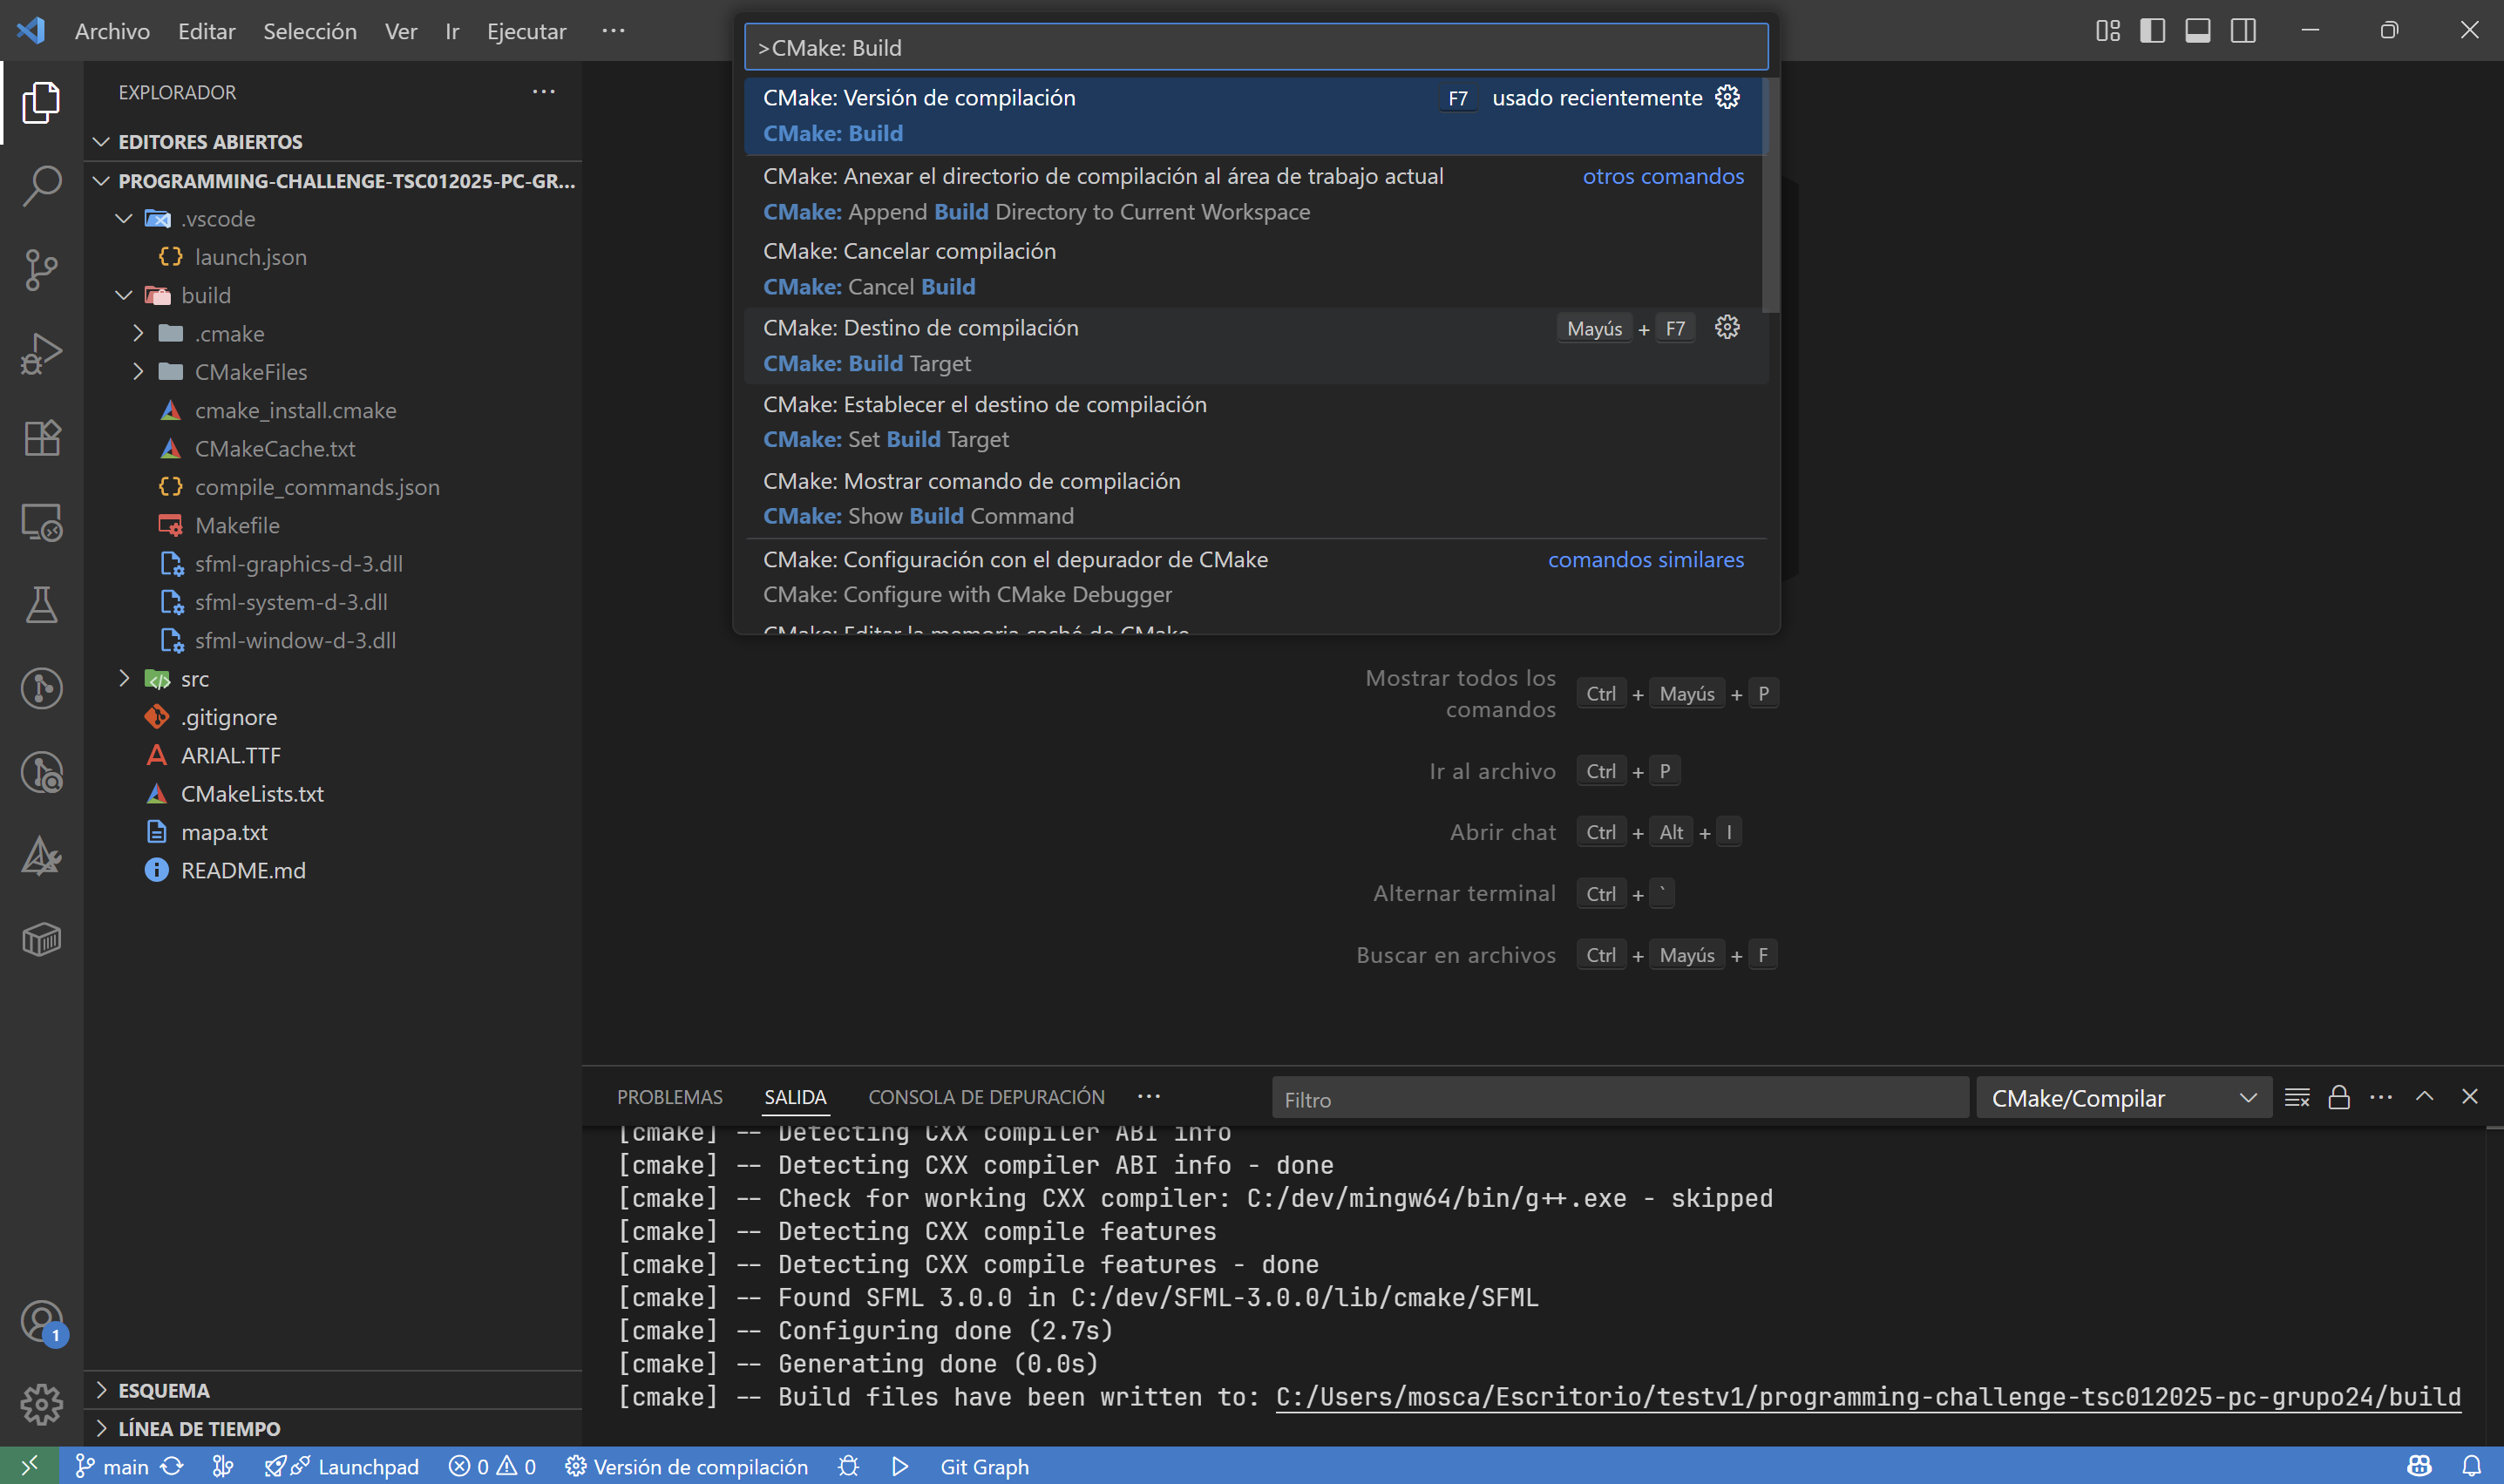 Archivo Editar Selección Ver Ir Ejecutar ···
>CMake: Build
CMake: Versión de compilación F7 usado recientemente
CMake: Build
CMake: Anexar el directorio de compilación al área de trabajo actual otros comandos
CMake: Append Build Directory to Current Workspace
CMake: Cancelar compilación
CMake: Cancel Build
CMake: Destino de compilación Mayús + F7
CMake: Build Target
CMake: Establecer el destino de compilación
CMake: Set Build Target
CMake: Mostrar comando de compilación
CMake: Show Build Command
CMake: Configuración con el depurador de CMake comandos similares
CMake: Configure with CMake Debugger
CMake: Editar la memoria caché de CMake
EXPLORADOR ···
EDITORES ABIERTOS
PROGRAMMING-CHALLENGE-TSC012025-PC-GR...
.vscode
launch.json
build
.cmake
CMakeFiles
cmake_install.cmake
CMakeCache.txt
compile_commands.json
Makefile
sfml-graphics-d-3.dll
sfml-system-d-3.dll
sfml-window-d-3.dll
src
.gitignore
ARIAL.TTF
CMakeLists.txt
mapa.txt
README.md
ESQUEMA
LÍNEA DE TIEMPO
Mostrar todos los
comandos Ctrl + Mayús + P
Ir al archivo Ctrl + P
Abrir chat Ctrl + Alt + I
Alternar terminal Ctrl + `
Buscar en archivos Ctrl + Mayús + F
PROBLEMAS SALIDA CONSOLA DE DEPURACIÓN ··· Filtro CMake/Compilar ···
[cmake] -- Detecting CXX compiler ABI info
[cmake] -- Detecting CXX compiler ABI info - done
[cmake] -- Check for working CXX compiler: C:/dev/mingw64/bin/g++.exe - skipped
[cmake] -- Detecting CXX compile features
[cmake] -- Detecting CXX compile features - done
[cmake] -- Found SFML 3.0.0 in C:/dev/SFML-3.0.0/lib/cmake/SFML
[cmake] -- Configuring done (2.7s)
[cmake] -- Generating done (0.0s)
[cmake] -- Build files have been written to: C:/Users/mosca/Escritorio/testv1/programming-challenge-tsc012025-pc-grupo24/build
1
main Launchpad 0 0 Versión de compilación Git Graph